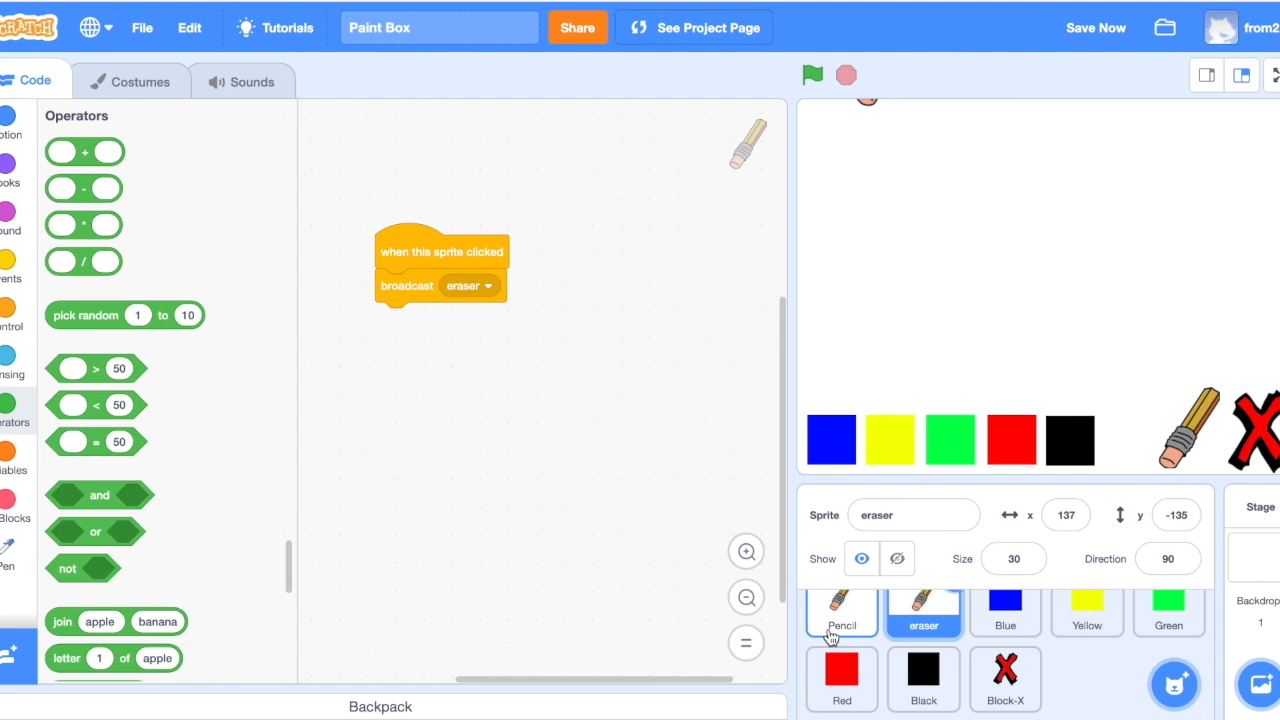 SCRATCH
File
Edit
Tutorials
Paint Box
Share
See Project Page
Save Now
from2
Code
Costumes
Sounds
otion
ooks
ound
vents
ontrol
nsing
erators
iables
Blocks
Pen
Operators
+
-
*
/
pick random 1 to 10
> 50
< 50
= 50
and
or
not
join apple banana
letter 1 of apple
when this sprite clicked
broadcast eraser
Backpack
Sprite eraser x 137 y -135
Show Size 30 Direction 90
Pencil
eraser
Blue
Yellow
Green
Red
Black
Block-X
Stage
Backdrop
1